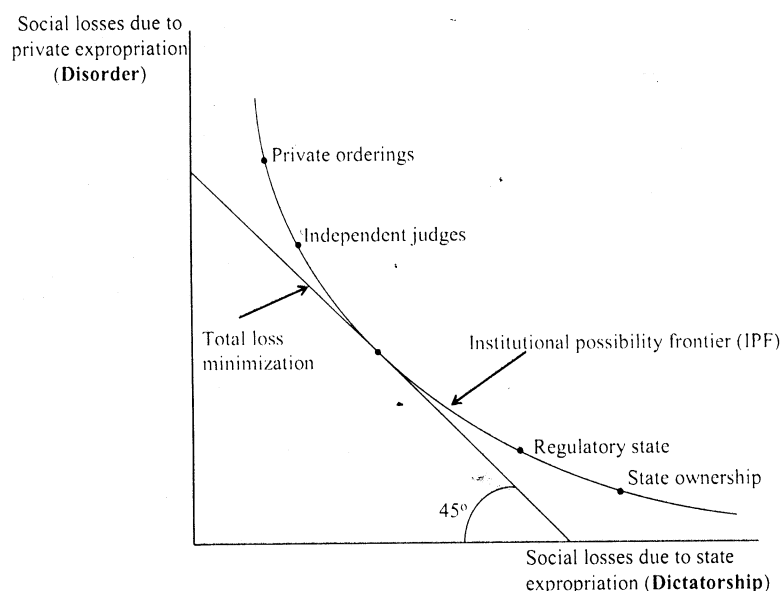 Social losses due to
private expropriation
(Disorder)
Private orderings
Independent judges
Total loss
minimization
Institutional possibility frontier (IPF)
Regulatory state
State ownership
45º
Social losses due to state
expropriation (Dictatorship)